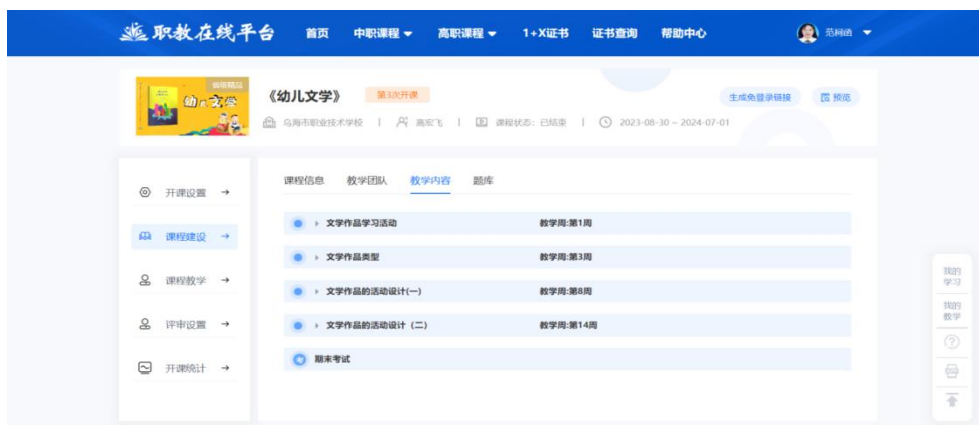 职教在线平台 首页 中职课程 高职课程 1+X证书 证书查询 帮助中心
省级精品
幼儿文学
《幼儿文学》 第3次开课 生成免登录链接 预览
乌海市职业技术学校 | 高宏飞 | 课程状态: 已结束 | 2023-08-30 ~ 2024-07-01
课程信息 教学团队 教学内容 题库
开课设置
课程建设
课程教学
评审设置
开课统计
文学作品学习活动 教学周:第1周
文学作品类型 教学周:第3周
文学作品的活动设计(一) 教学周:第8周
文学作品的活动设计（二） 教学周:第14周
期末考试
我的
学习
我的
教学